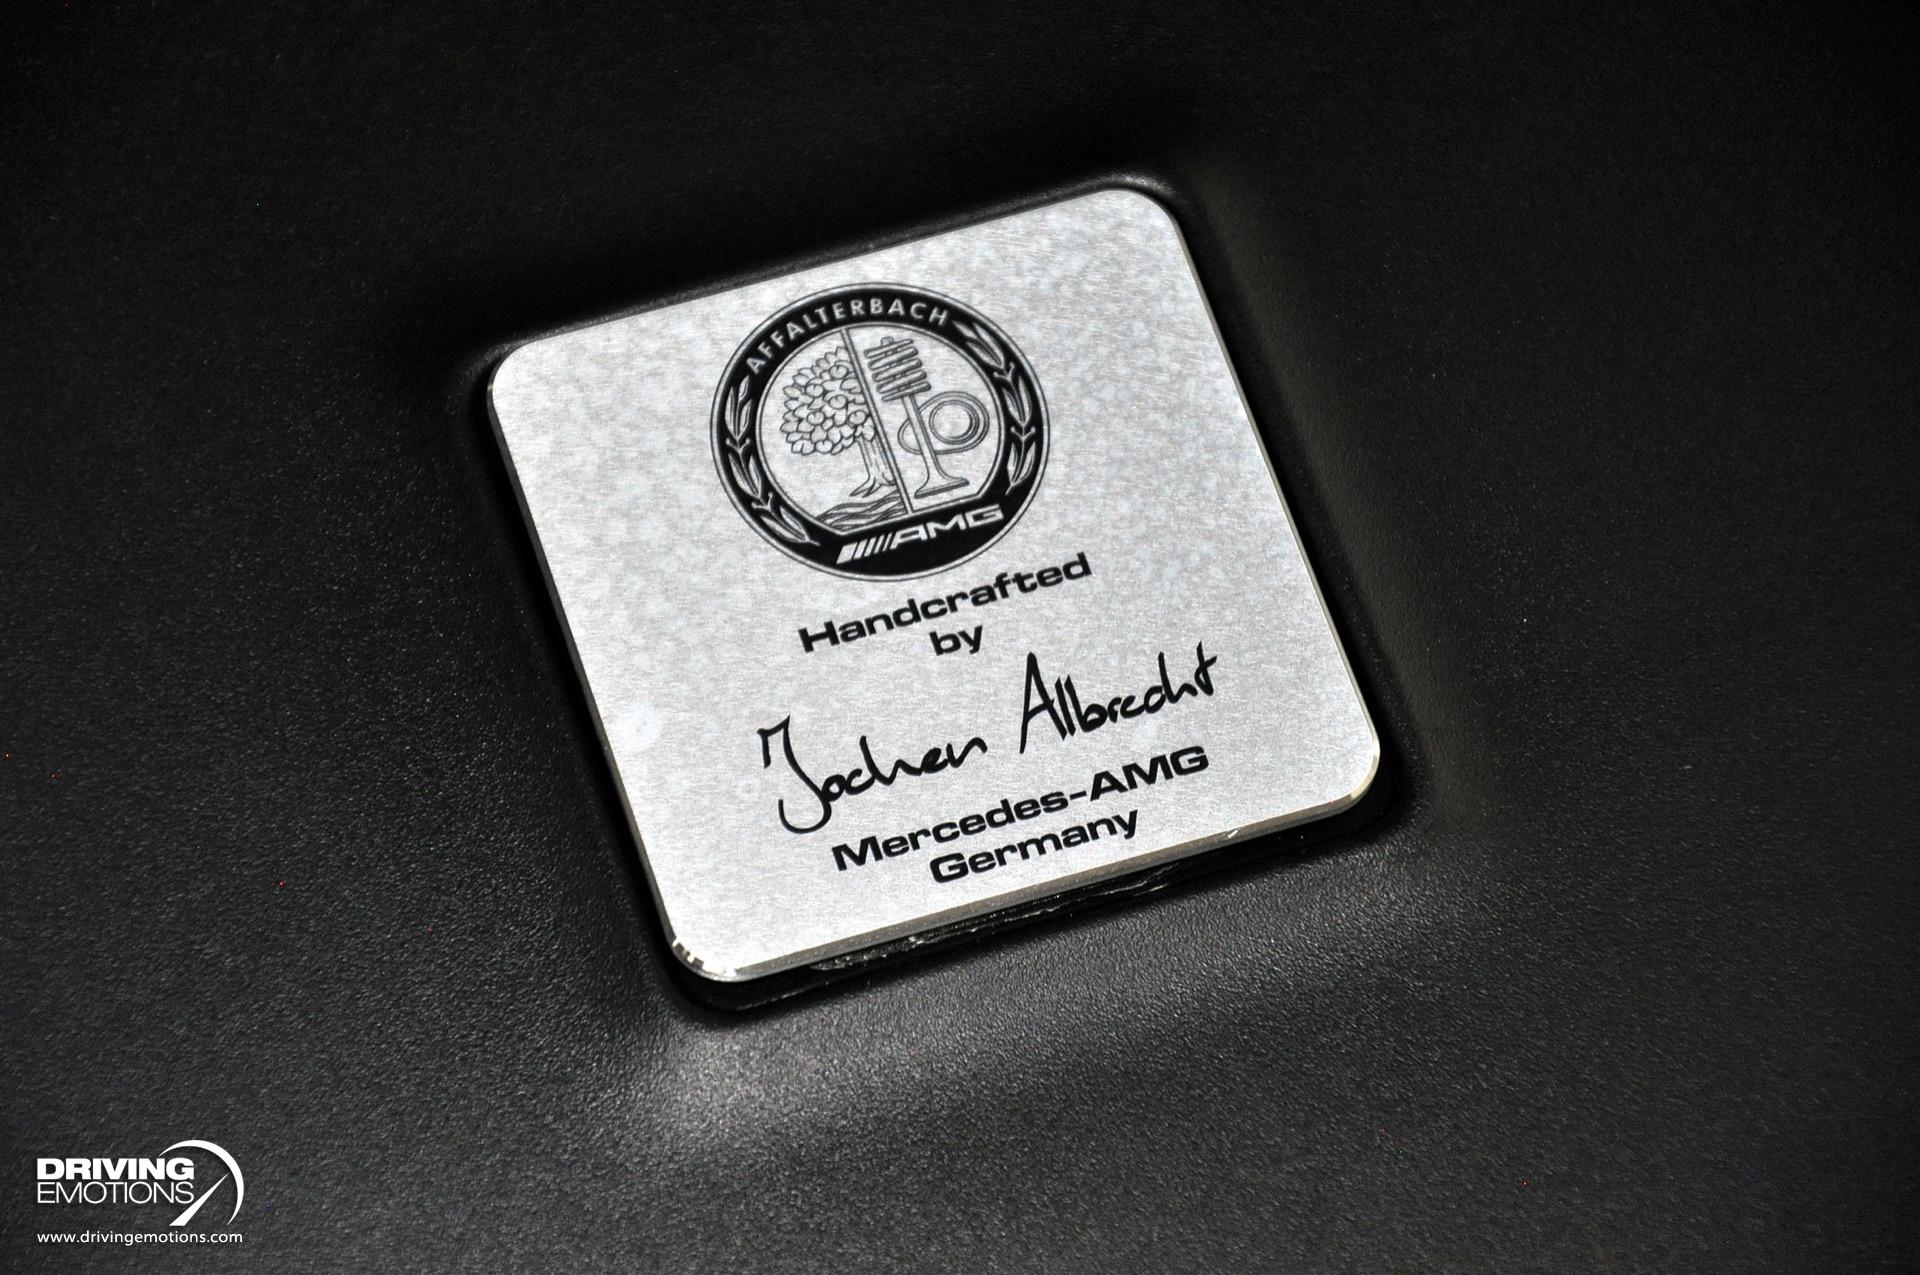 AFFALTERBACH
AMG
Handcrafted
by
Jochen Albrecht
Mercedes-AMG
Germany
DRIVING
EMOTIONS
www.drivingemotions.com